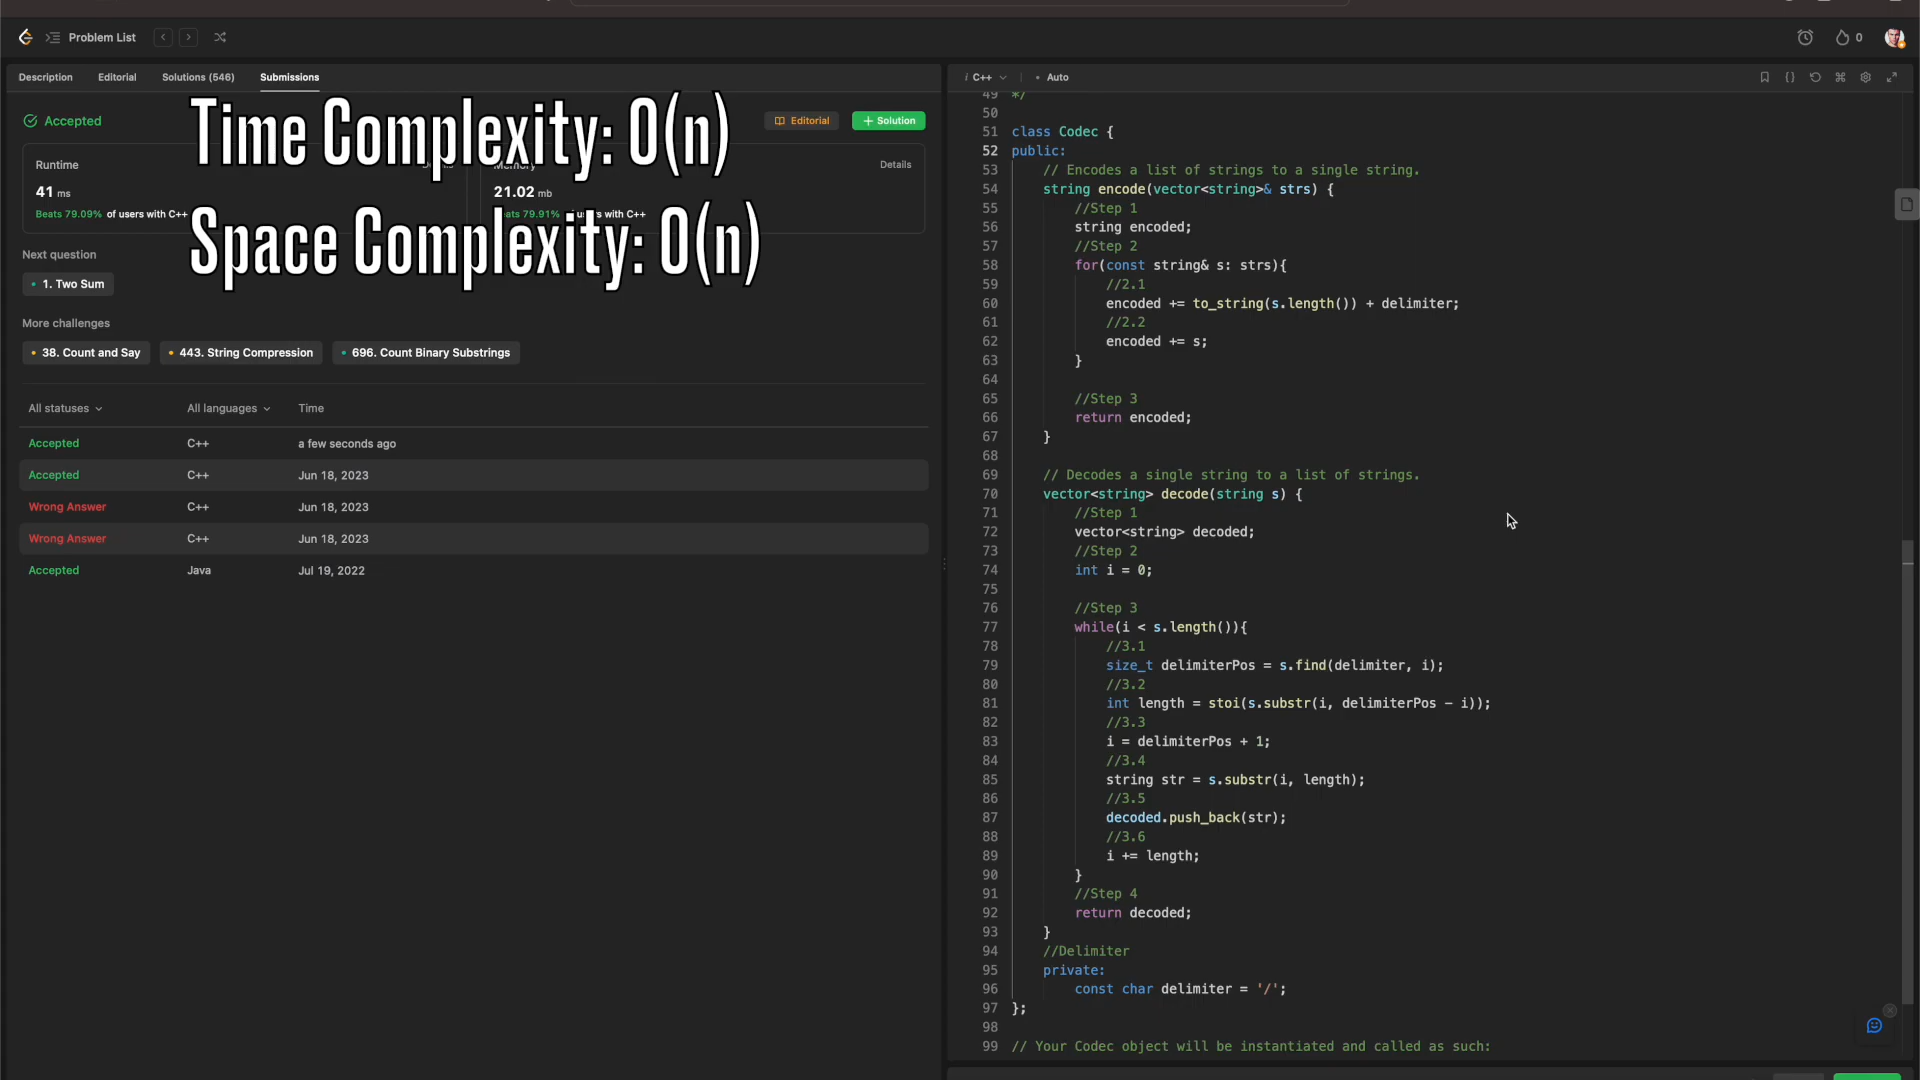 Problem List
0
Description Editorial Solutions (546) Submissions
Time Complexity: O(n)
Space Complexity: O(n)
Accepted
Editorial
+ Solution
Runtime
Details
41 ms
21.02 mb
Beats 79.09% of users with C++
79.91%
with C++
Next question
1. Two Sum
More challenges
38. Count and Say 443. String Compression 696. Count Binary Substrings
All statuses All languages Time
Accepted C++ a few seconds ago
Accepted C++ Jun 18, 2023
Wrong Answer C++ Jun 18, 2023
Wrong Answer C++ Jun 18, 2023
Accepted Java Jul 19, 2022
i C++ • Auto
49 */
50
51 class Codec {
52 public:
53 // Encodes a list of strings to a single string.
54 string encode(vector<string>& strs) {
55 //Step 1
56 string encoded;
57 //Step 2
58 for(const string& s: strs){
59 //2.1
60 encoded += to_string(s.length()) + delimiter;
61 //2.2
62 encoded += s;
63 }
64
65 //Step 3
66 return encoded;
67 }
68
69 // Decodes a single string to a list of strings.
70 vector<string> decode(string s) {
71 //Step 1
72 vector<string> decoded;
73 //Step 2
74 int i = 0;
75
76 //Step 3
77 while(i < s.length()){
78 //3.1
79 size_t delimiterPos = s.find(delimiter, i);
80 //3.2
81 int length = stoi(s.substr(i, delimiterPos - i));
82 //3.3
83 i = delimiterPos + 1;
84 //3.4
85 string str = s.substr(i, length);
86 //3.5
87 decoded.push_back(str);
88 //3.6
89 i += length;
90 }
91 //Step 4
92 return decoded;
93 }
94 //Delimiter
95 private:
96 const char delimiter = '/';
97 };
98
99 // Your Codec object will be instantiated and called as such: